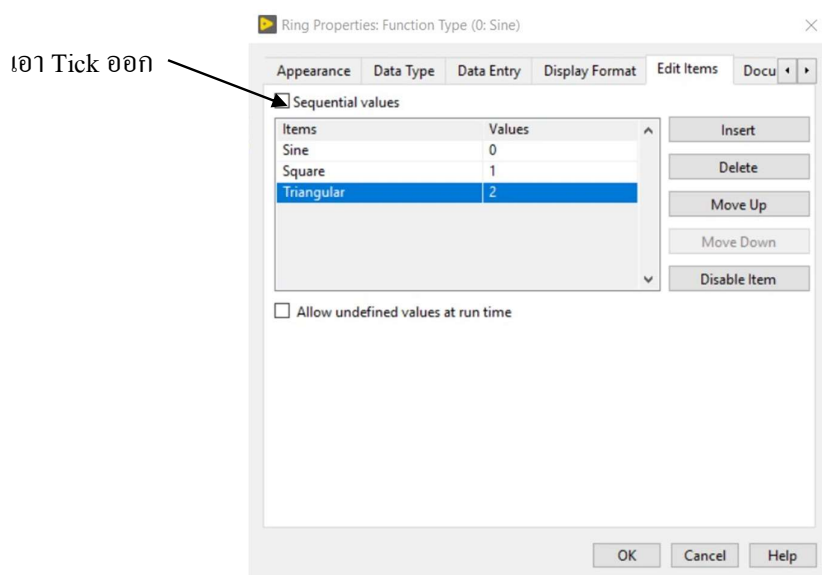 Ring Properties: Function Type (0: Sine)
เอา Tick ออก
Appearance Data Type Data Entry Display Format Edit Items Docu
Sequential values
Items Values
Sine 0
Square 1
Triangular 2
Insert
Delete
Move Up
Move Down
Disable Item
Allow undefined values at run time
OK Cancel Help